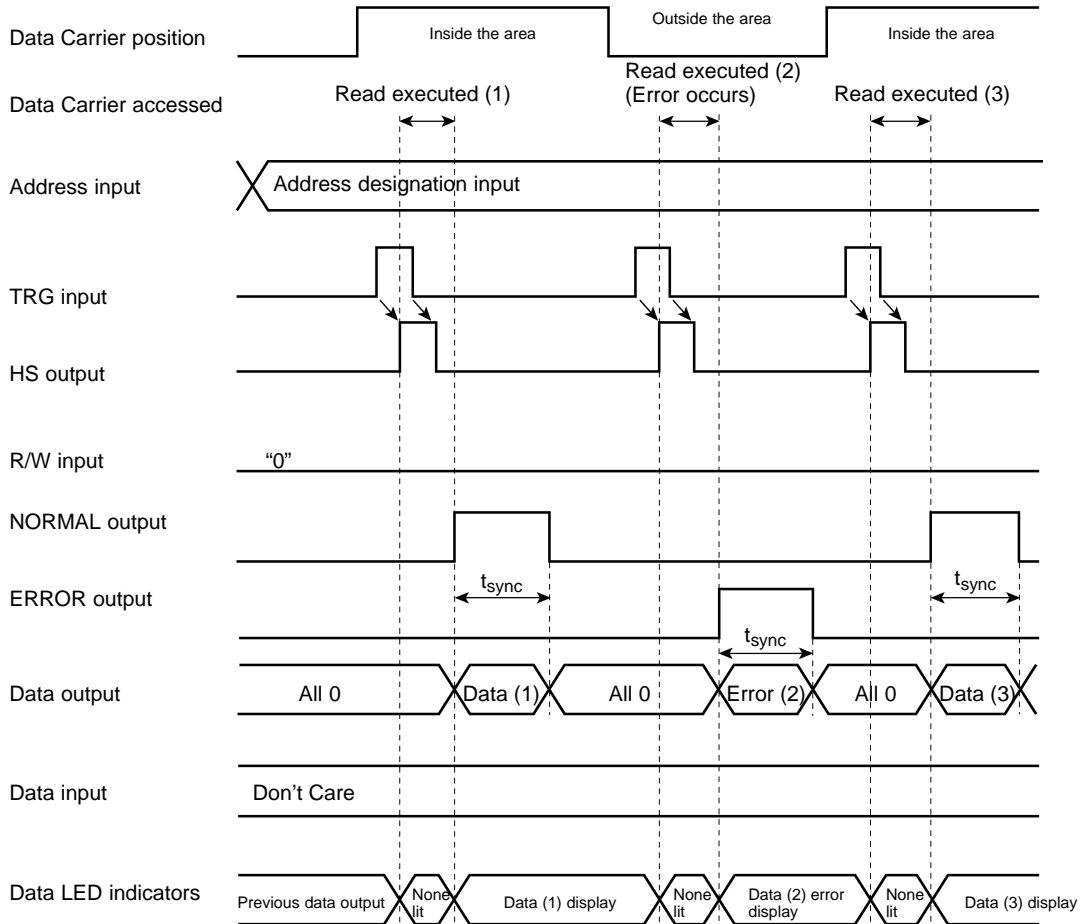 Data Carrier position
Inside the area
Outside the area
Inside the area
Data Carrier accessed
Read executed (1)
Read executed (2)
(Error occurs)
Read executed (3)
Address input
Address designation input
TRG input
HS output
R/W input
“0”
NORMAL output
tsync
tsync
ERROR output
tsync
Data output
All 0
Data (1)
All 0
Error (2)
All 0
Data (3)
Data input
Don’t Care
Data LED indicators
Previous data output
None
lit
Data (1) display
None
lit
Data (2) error
display
None
lit
Data (3) display